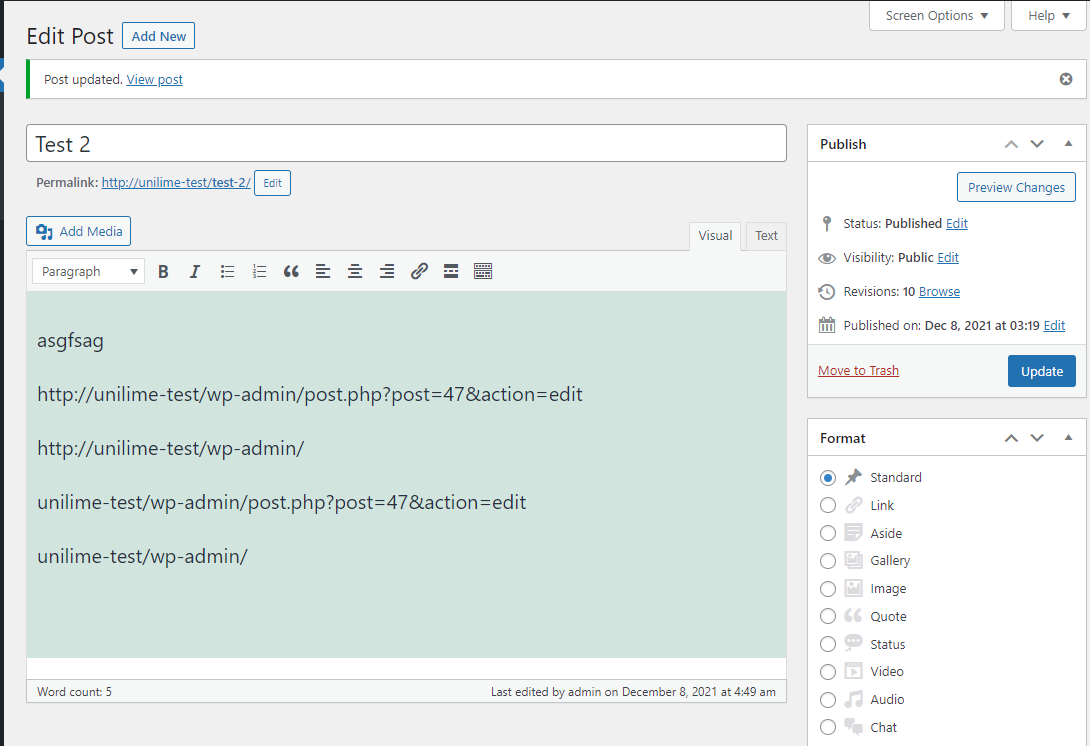 Screen Options Help
Edit Post Add New
Post updated. View post
Test 2
Permalink: http://unilime-test/test-2/ Edit
Add Media
Visual Text
Paragraph
asgfsag
http://unilime-test/wp-admin/post.php?post=47&action=edit
http://unilime-test/wp-admin/
unilime-test/wp-admin/post.php?post=47&action=edit
unilime-test/wp-admin/
Word count: 5 Last edited by admin on December 8, 2021 at 4:49 am
Publish
Preview Changes
Status: Published Edit
Visibility: Public Edit
Revisions: 10 Browse
Published on: Dec 8, 2021 at 03:19 Edit
Move to Trash Update
Format
Standard
Link
Aside
Gallery
Image
Quote
Status
Video
Audio
Chat